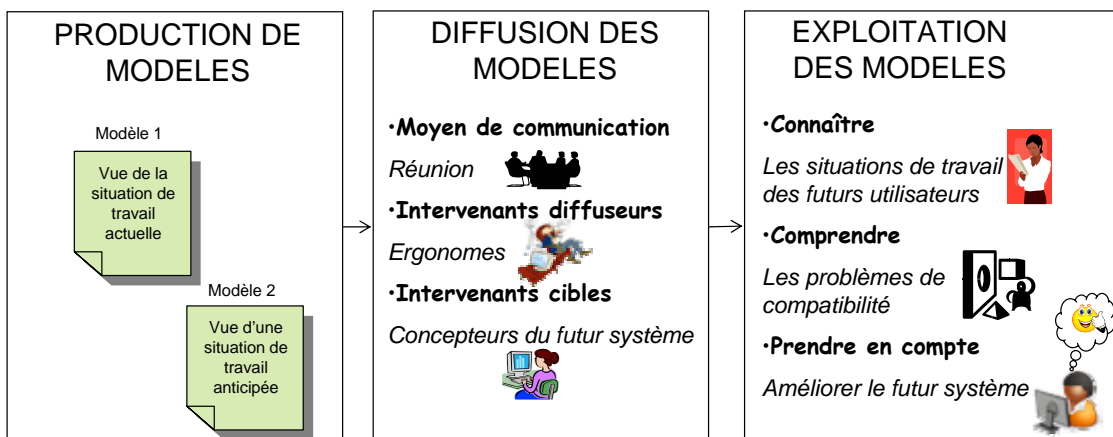 PRODUCTION DE
MODELES
Modèle 1
Vue de la
situation de
travail
actuelle
Modèle 2
Vue d'une
situation de
travail
anticipée
DIFFUSION DES
MODELES
•Moyen de communication
Réunion
•Intervenants diffuseurs
Ergonomes
•Intervenants cibles
Concepteurs du futur système
EXPLOITATION
DES MODELES
•Connaître
Les situations de travail
des futurs utilisateurs
•Comprendre
Les problèmes de
compatibilité
•Prendre en compte
Améliorer le futur système